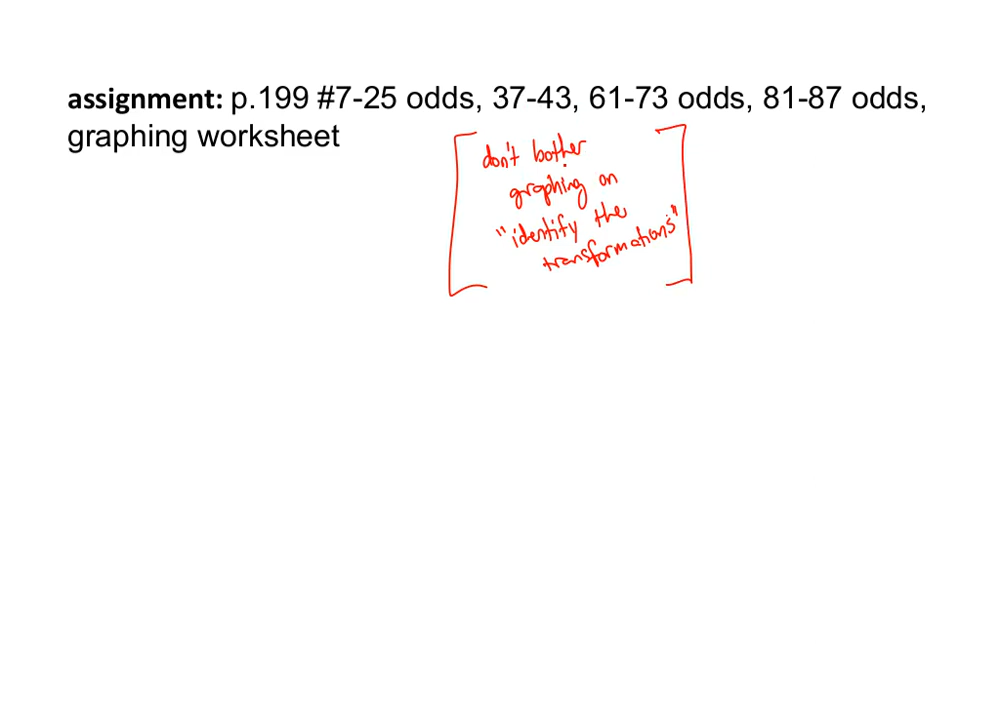 assignment: p.199 #7-25 odds, 37-43, 61-73 odds, 81-87 odds,
graphing worksheet
don't bother
graphing on
"identify the
transformations"